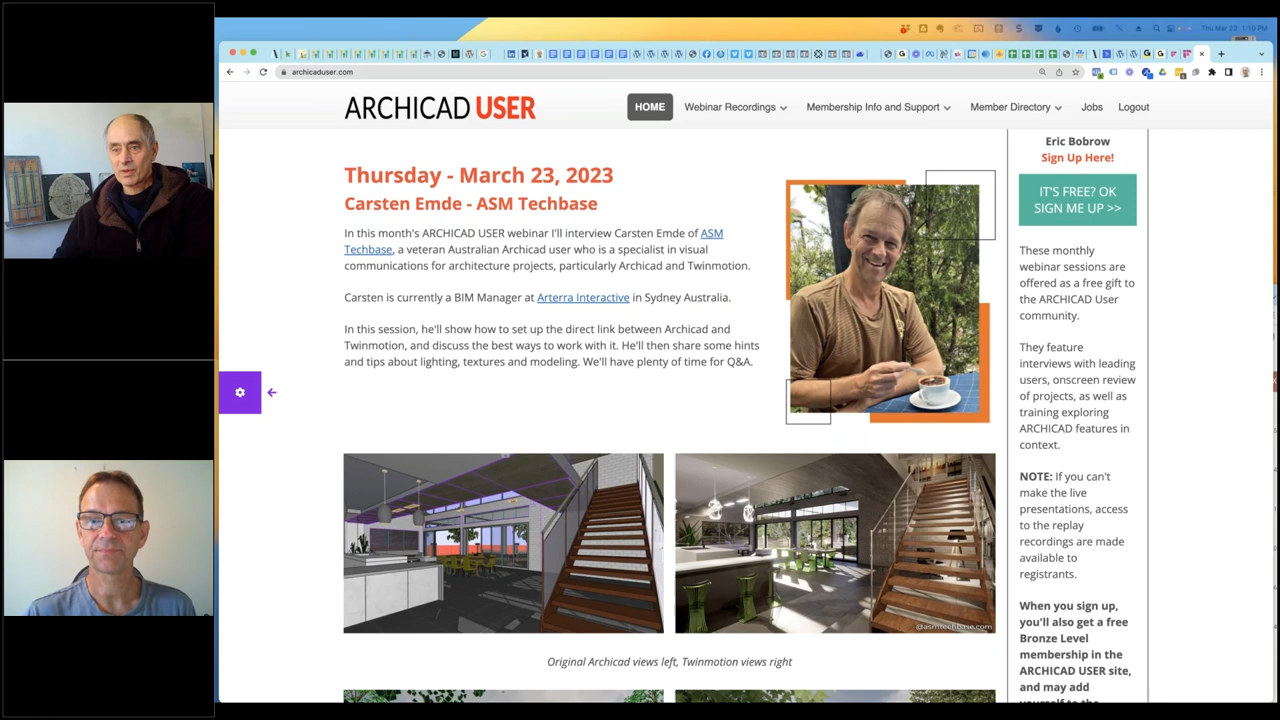 Thu Mar 23 1:10 PM
archicaduser.com
ARCHICAD USER
HOME
Webinar Recordings
Membership Info and Support
Member Directory
Jobs
Logout
Thursday - March 23, 2023
Carsten Emde - ASM Techbase
In this month's ARCHICAD USER webinar I'll interview Carsten Emde of ASM
Techbase, a veteran Australian Archicad user who is a specialist in visual
communications for architecture projects, particularly Archicad and Twinmotion.
Carsten is currently a BIM Manager at Arterra Interactive in Sydney Australia.
In this session, he'll show how to set up the direct link between Archicad and
Twinmotion, and discuss the best ways to work with it. He'll then share some hints
and tips about lighting, textures and modeling. We'll have plenty of time for Q&A.
@asmtechbase.com
Original Archicad views left, Twinmotion views right
Eric Bobrow
Sign Up Here!
IT'S FREE? OK
SIGN ME UP >>
These monthly
webinar sessions are
offered as a free gift to
the ARCHICAD User
community.
They feature
interviews with leading
users, onscreen review
of projects, as well as
training exploring
ARCHICAD features in
context.
NOTE: If you can't
make the live
presentations, access
to the replay
recordings are made
available to
registrants.
When you sign up,
you'll also get a free
Bronze Level
membership in the
ARCHICAD USER site,
and may add
yourself to the